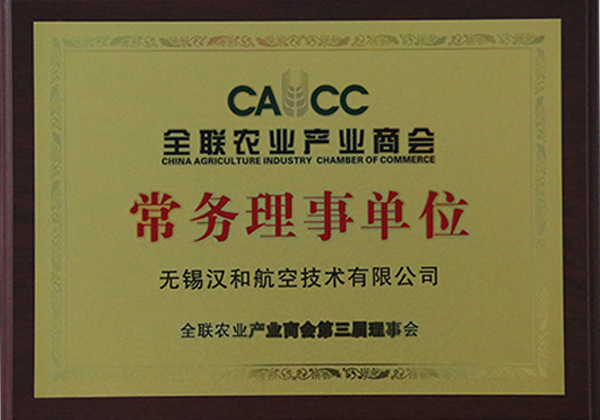 CACC
全联农业产业商会
CHINA AGRICULTURE INDUSTRY CHAMBER OF COMMERCE
常务理事单位
无锡汉和航空技术有限公司
全联农业产业商会第三届理事会